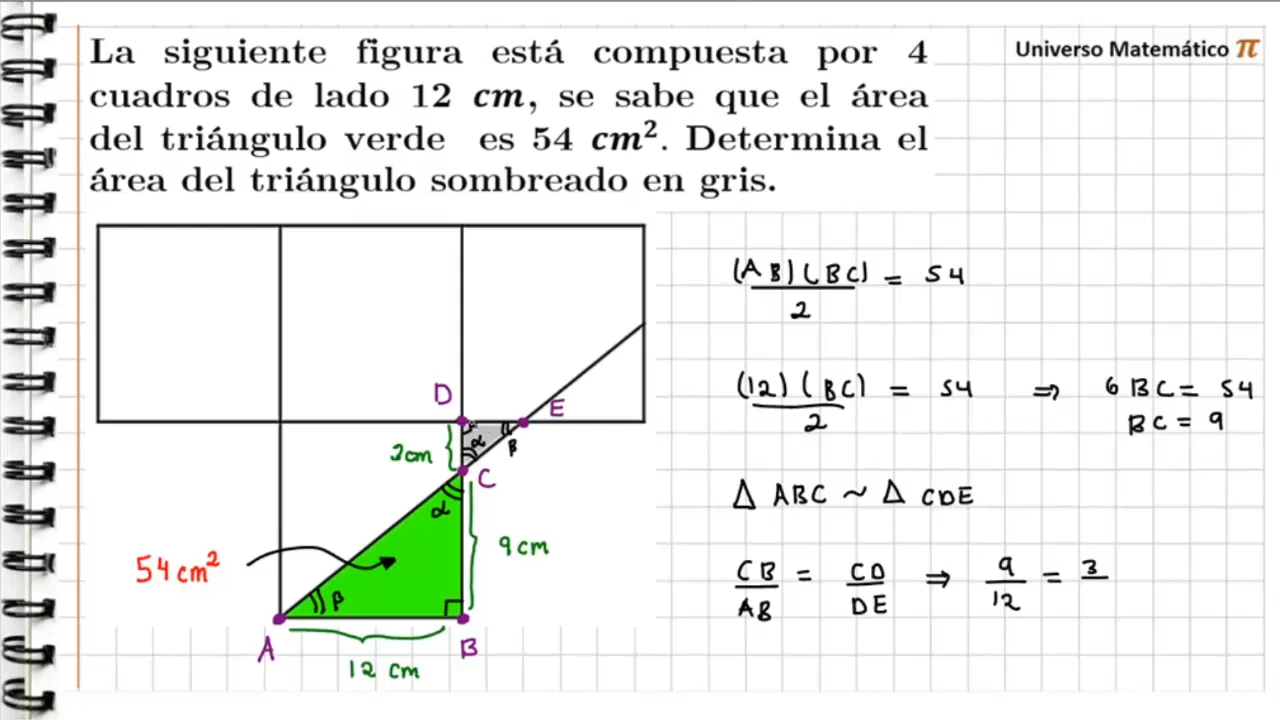 La siguiente figura está compuesta por 4
cuadros de lado 12 cm, se sabe que el área
del triángulo verde es 54 cm². Determina el
área del triángulo sombreado en gris.
Universo Matemático π
(AB)(BC) = 54
2
(12)(BC) = 54 ⇒ 6BC = 54
2
BC = 9
Δ ABC ~ Δ CDE
CB = CD ⇒ 9 = 3
AB DE 12
D
E
α
β
3cm
C
α
9cm
54cm²
β
A
B
12 cm